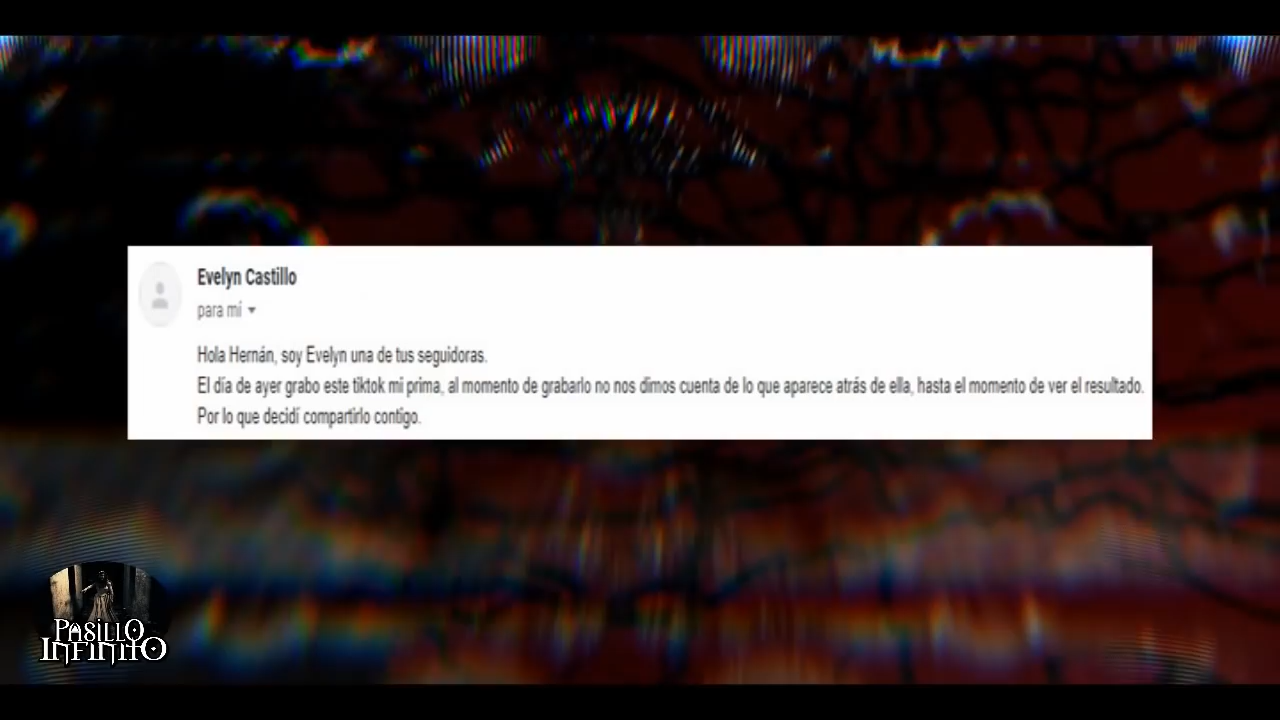 Evelyn Castillo
para mí
Hola Hernán, soy Evelyn una de tus seguidoras.
El día de ayer grabo este tiktok mi prima, al momento de grabarlo no nos dimos cuenta de lo que aparece atrás de ella, hasta el momento de ver el resultado.
Por lo que decidí compartirlo contigo.
PASILLO
INFINITO